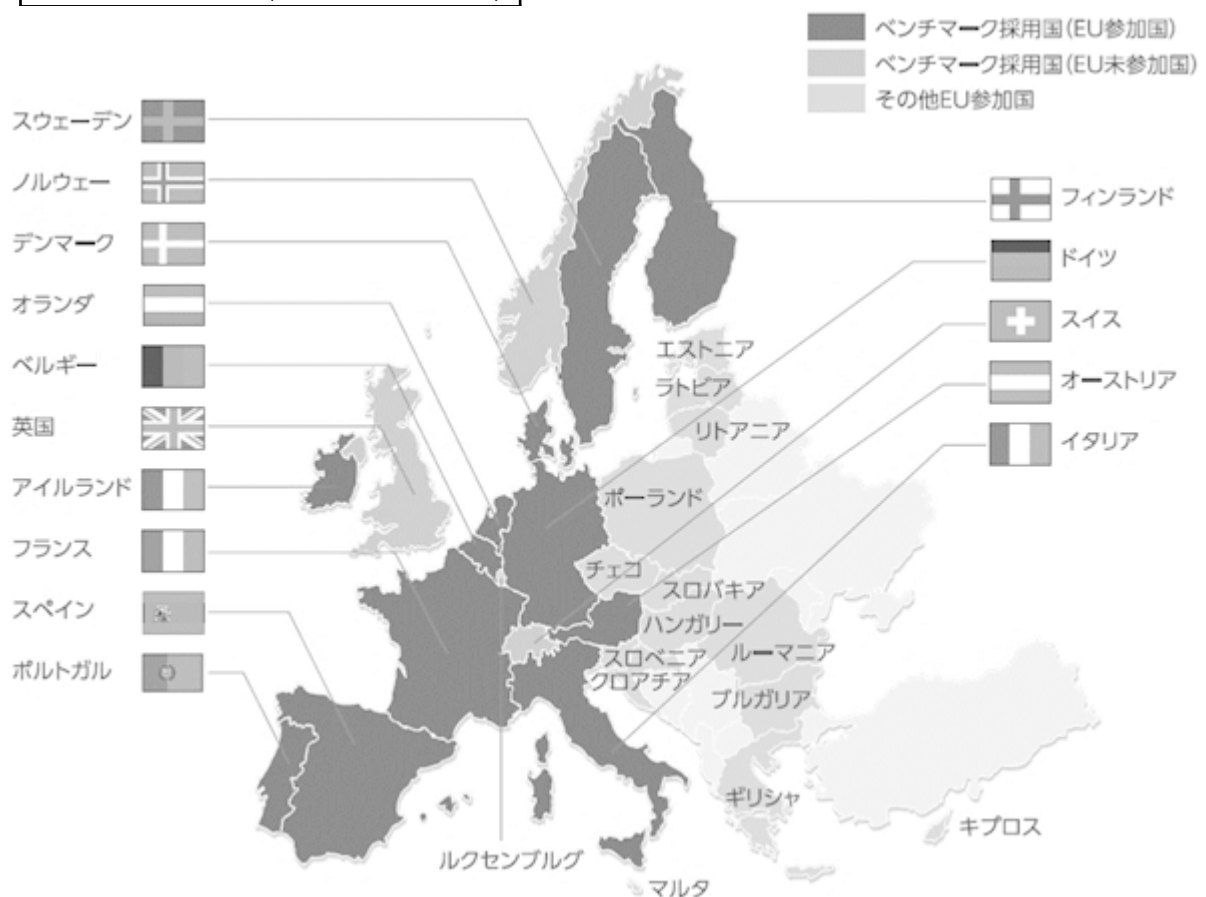 ベンチマーク採用国(EU参加国)
ベンチマーク採用国(EU未参加国)
その他EU参加国
スウェーデン
ノルウェー
デンマーク
オランダ
ベルギー
英国
アイルランド
フランス
スペイン
ポルトガル
フィンランド
ドイツ
スイス
オーストリア
イタリア
エストニア
ラトビア
リトアニア
ポーランド
チェコ
スロバキア
ハンガリー
スロベニア
ルーマニア
クロアチア
ブルガリア
ギリシャ
キプロス
ルクセンブルグ
マルタ